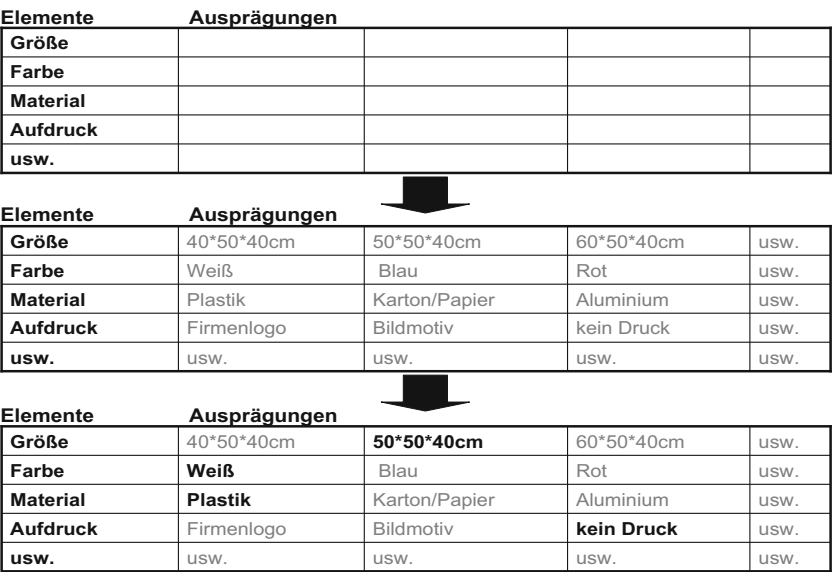 Elemente Ausprägungen
Größe
Farbe
Material
Aufdruck
usw.
Elemente Ausprägungen
Größe 40*50*40cm 50*50*40cm 60*50*40cm usw.
Farbe Weiß Blau Rot usw.
Material Plastik Karton/Papier Aluminium usw.
Aufdruck Firmenlogo Bildmotiv kein Druck usw.
usw. usw. usw. usw. usw.
Elemente Ausprägungen
Größe 40*50*40cm 50*50*40cm 60*50*40cm usw.
Farbe Weiß Blau Rot usw.
Material Plastik Karton/Papier Aluminium usw.
Aufdruck Firmenlogo Bildmotiv kein Druck usw.
usw. usw. usw. usw. usw.